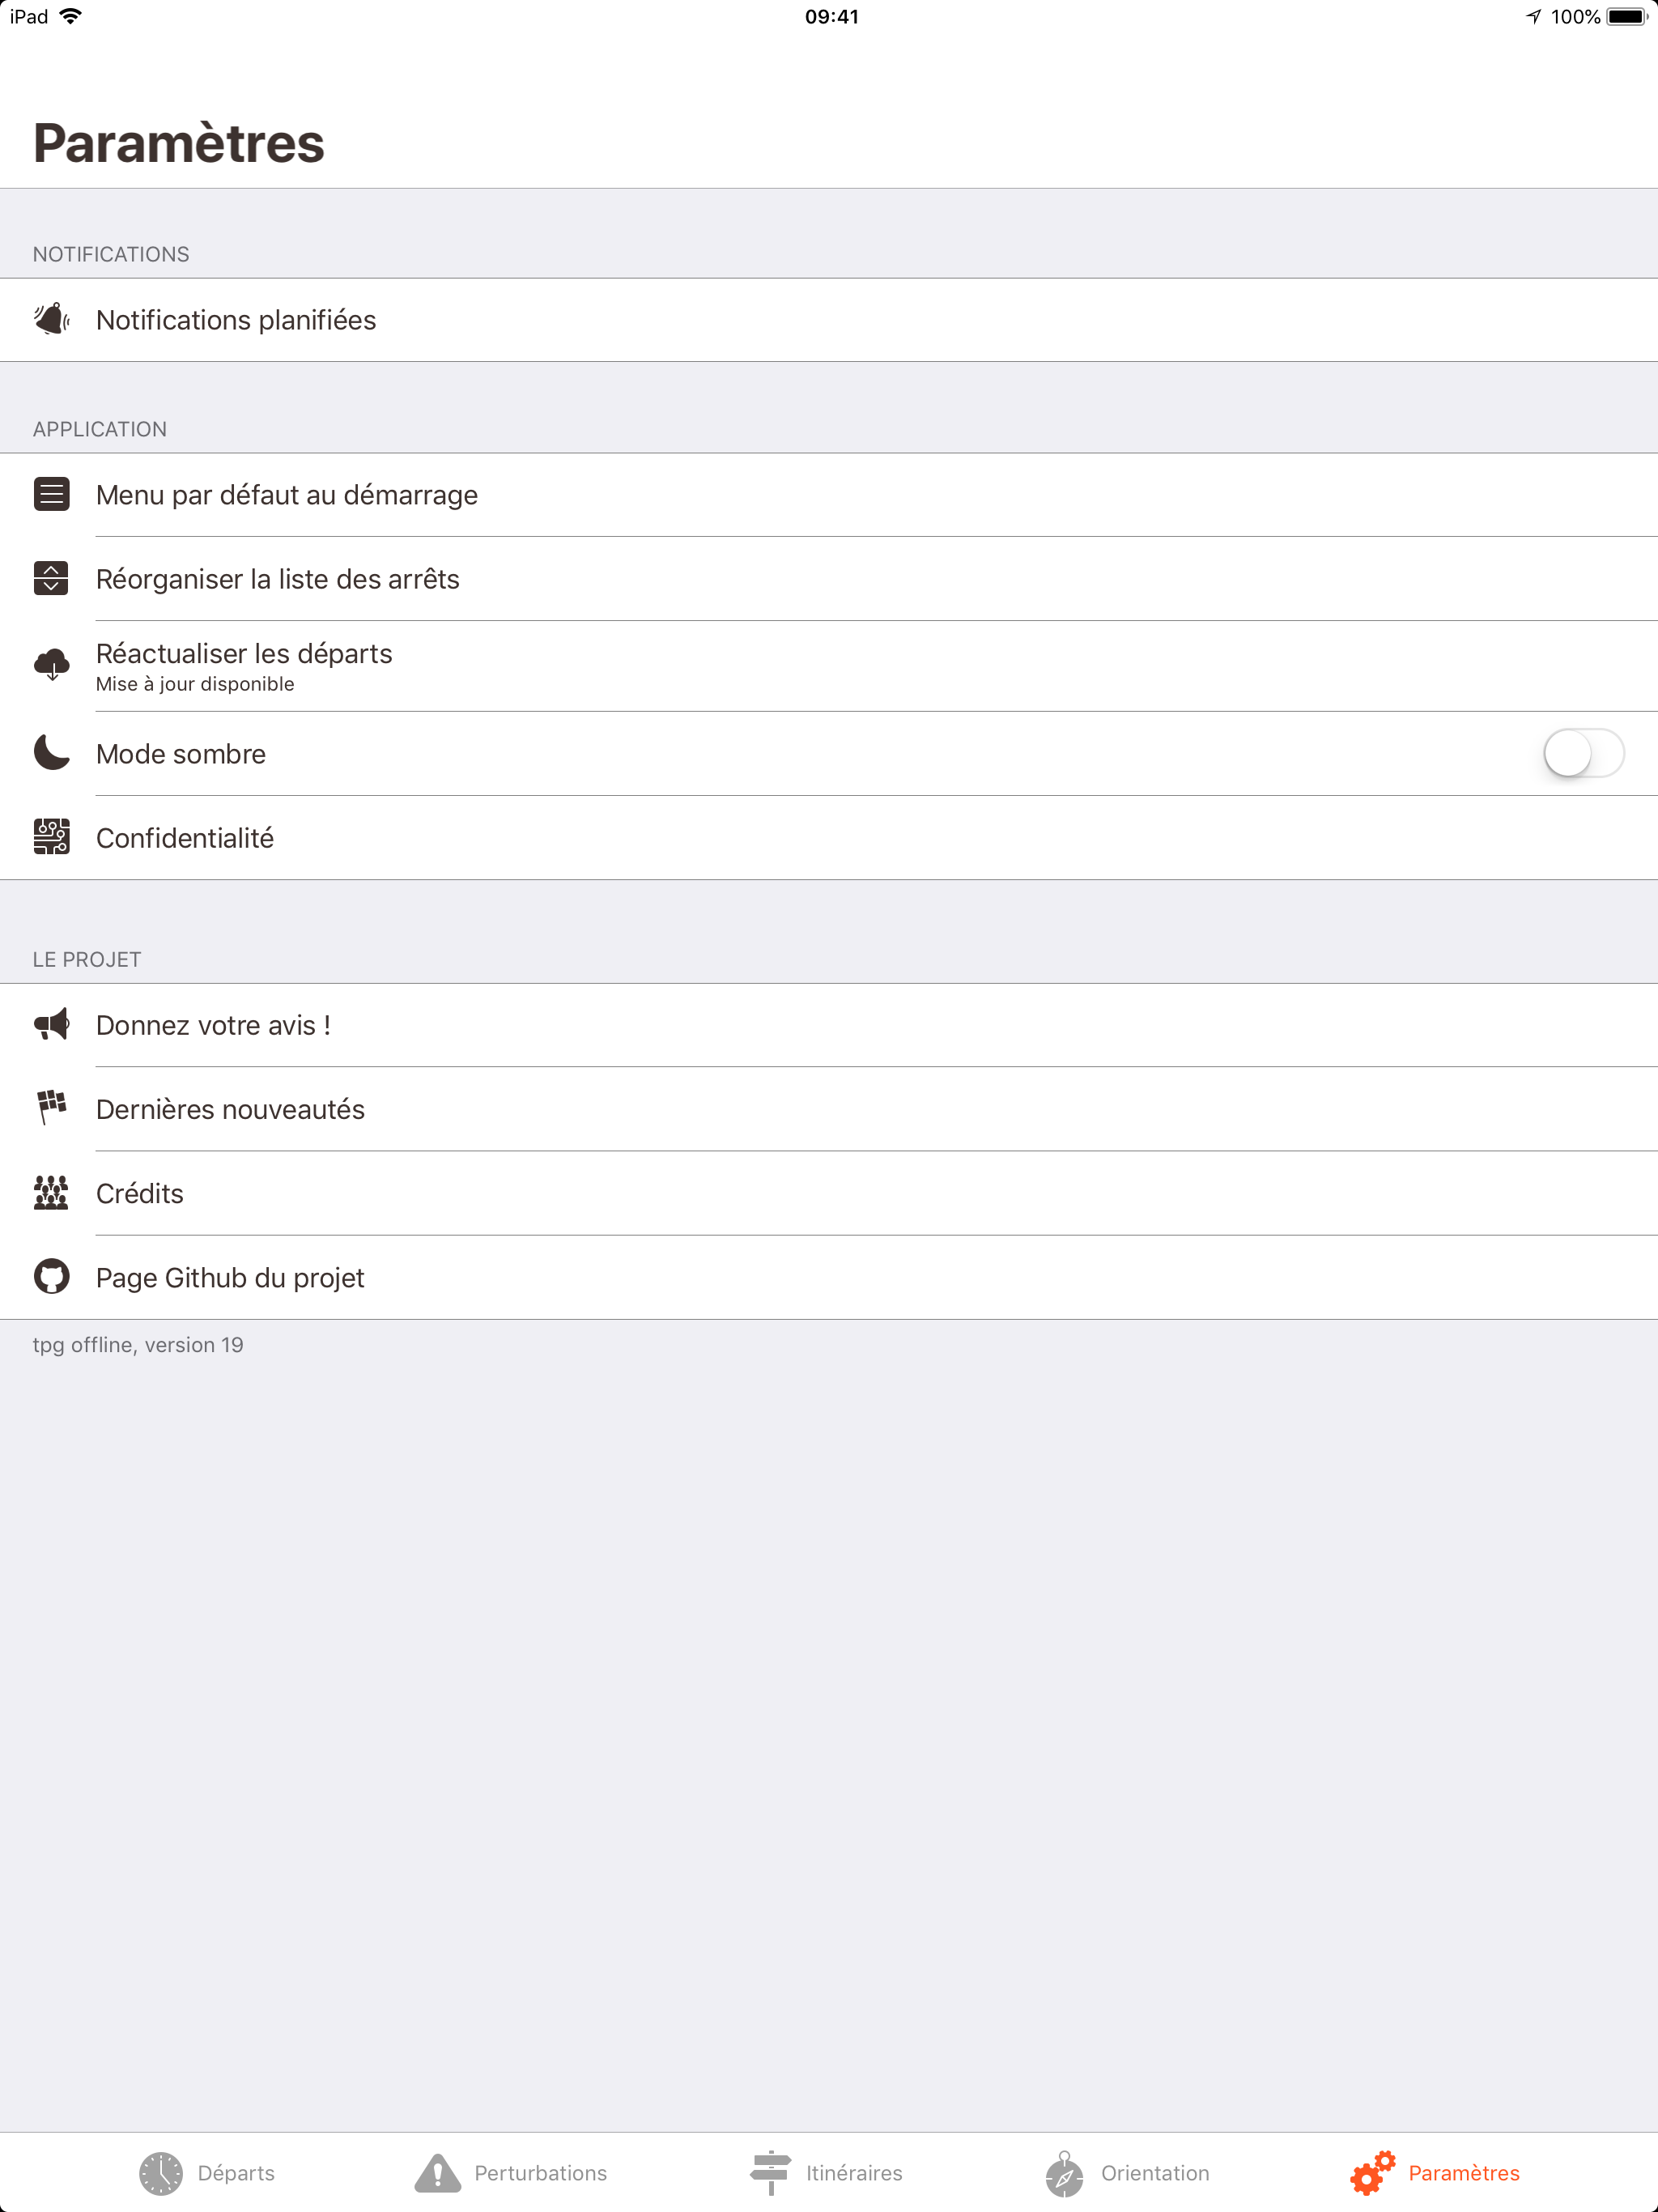 iPad
09:41
100%
Paramètres
NOTIFICATIONS
Notifications planifiées
APPLICATION
Menu par défaut au démarrage
Réorganiser la liste des arrêts
Réactualiser les départs
Mise à jour disponible
Mode sombre
Confidentialité
LE PROJET
Donnez votre avis !
Dernières nouveautés
Crédits
Page Github du projet
tpg offline, version 19
Départs
Perturbations
Itinéraires
Orientation
Paramètres